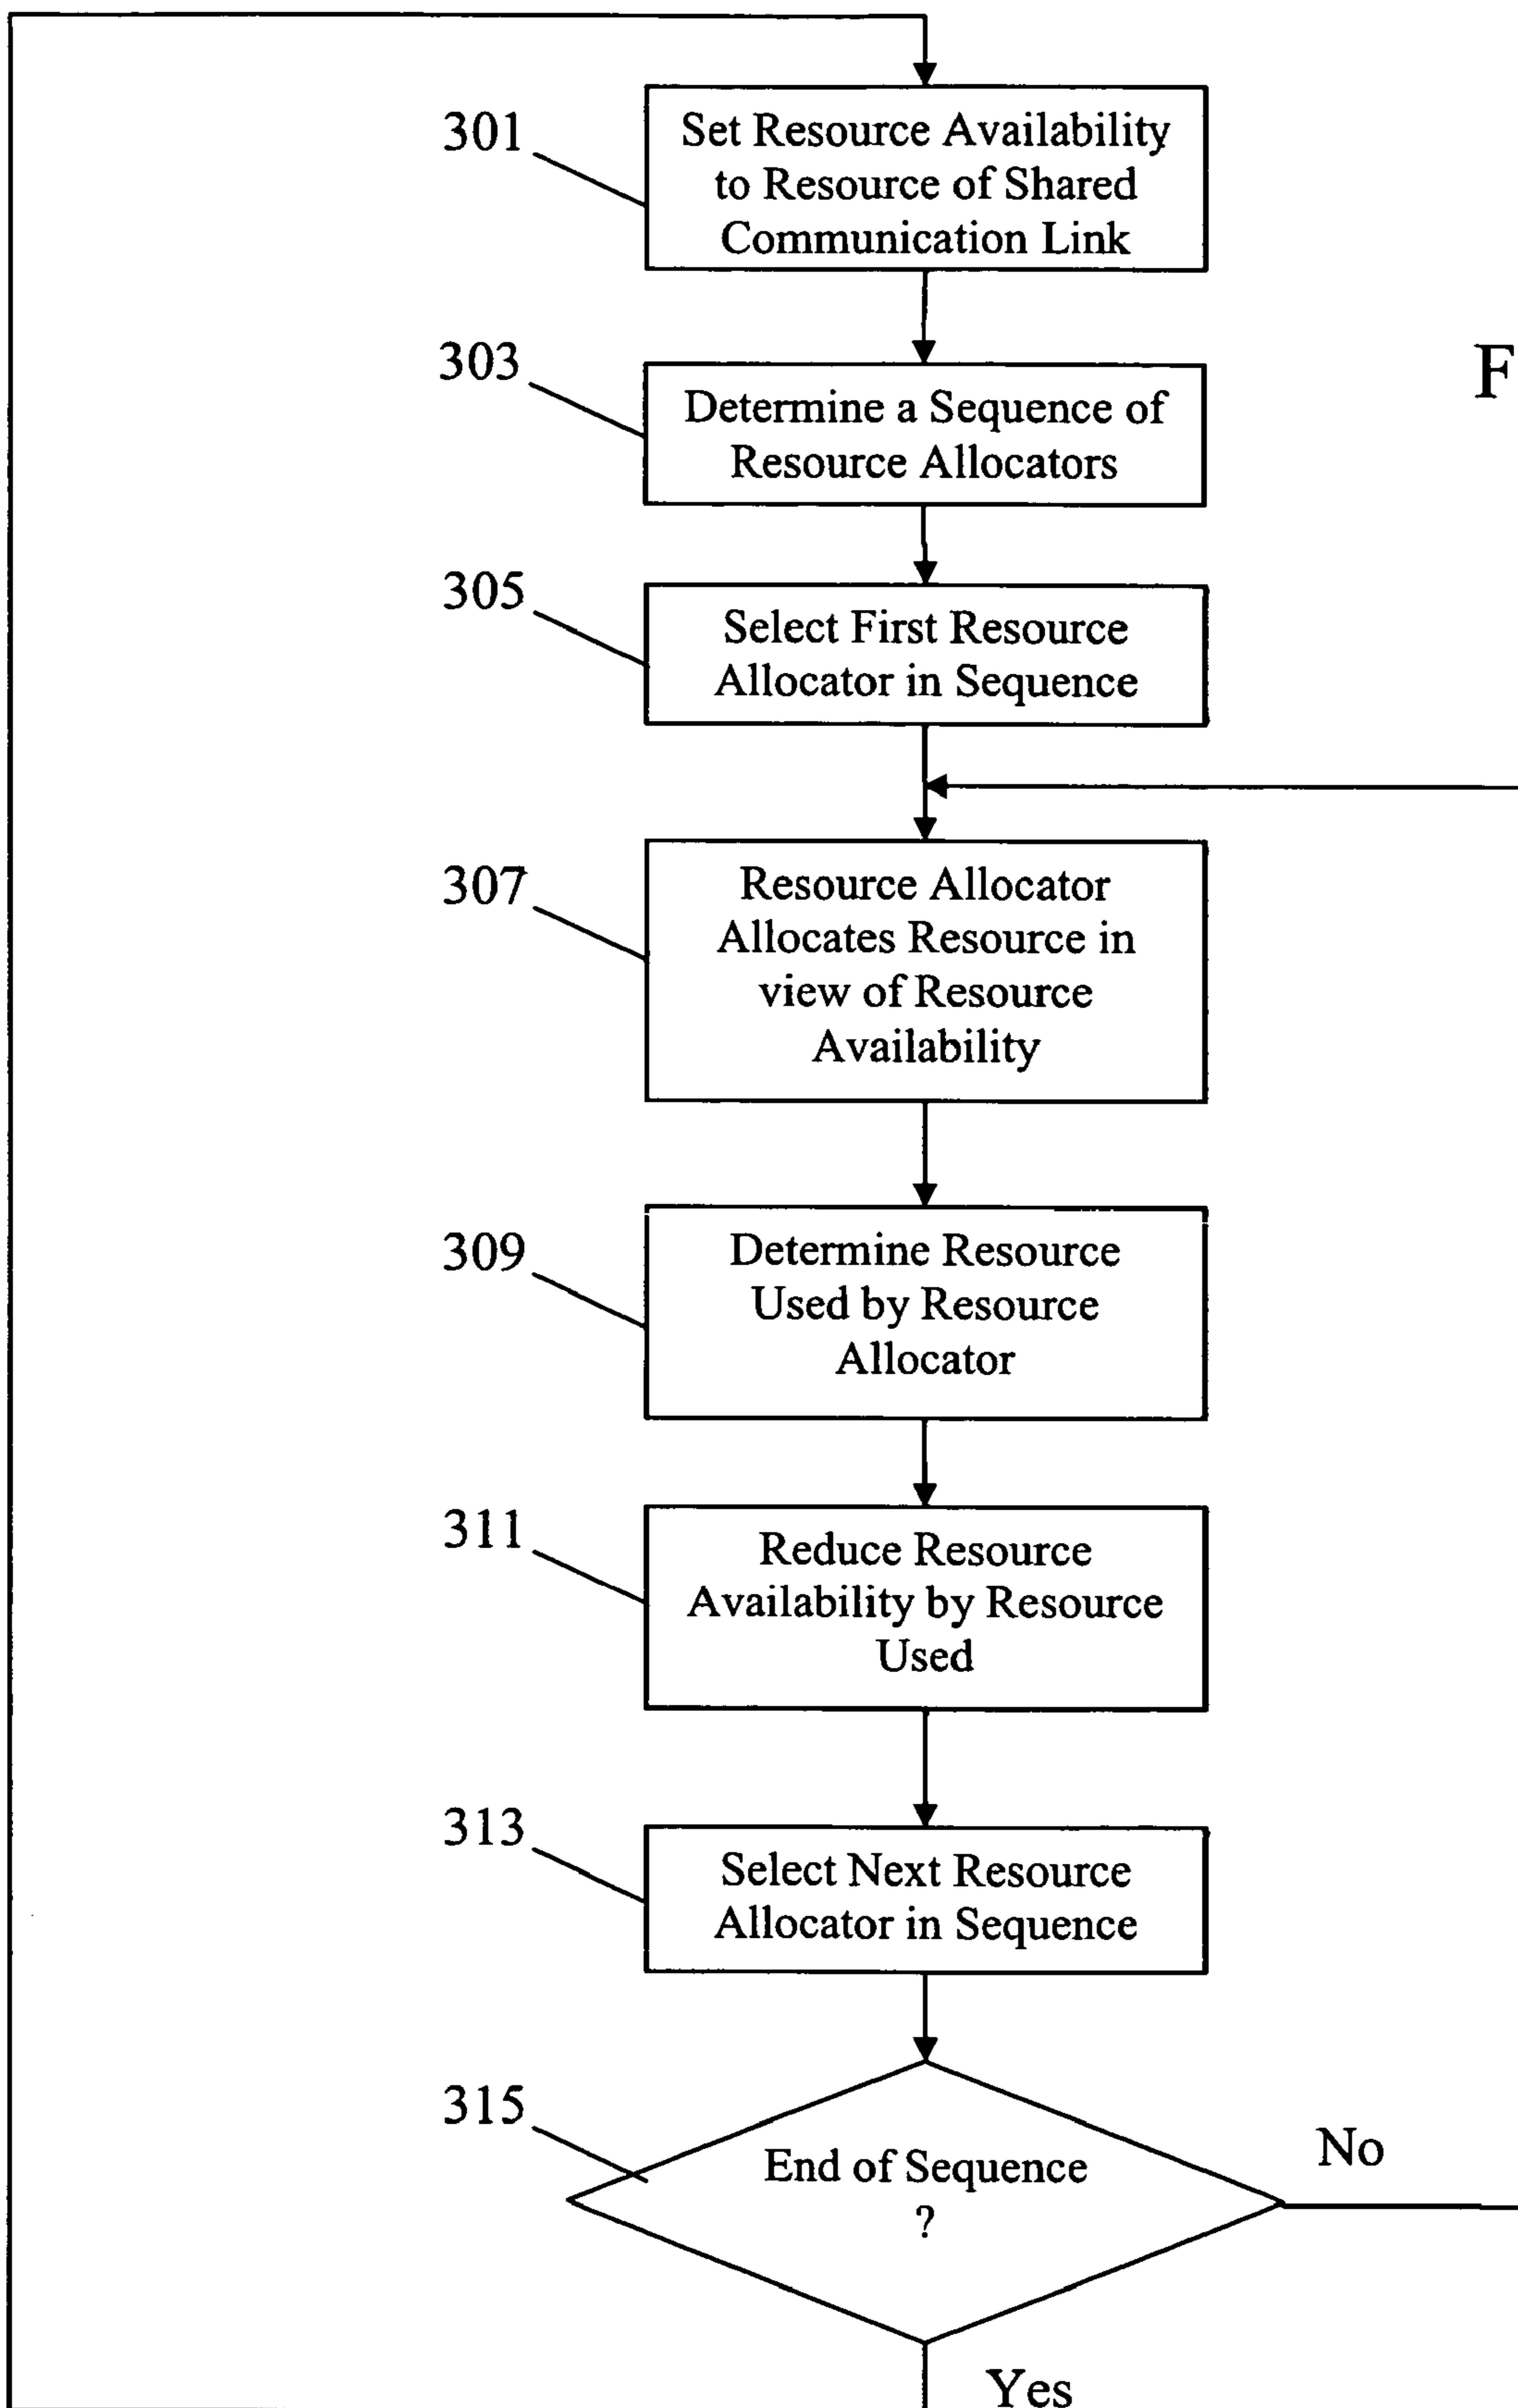 301
Set Resource Availability
to Resource of Shared
Communication Link
303
Determine a Sequence of
Resource Allocators
F
305
Select First Resource
Allocator in Sequence
307
Resource Allocator
Allocates Resource in
view of Resource
Availability
309
Determine Resource
Used by Resource
Allocator
311
Reduce Resource
Availability by Resource
Used
313
Select Next Resource
Allocator in Sequence
315
End of Sequence
?
No
Yes